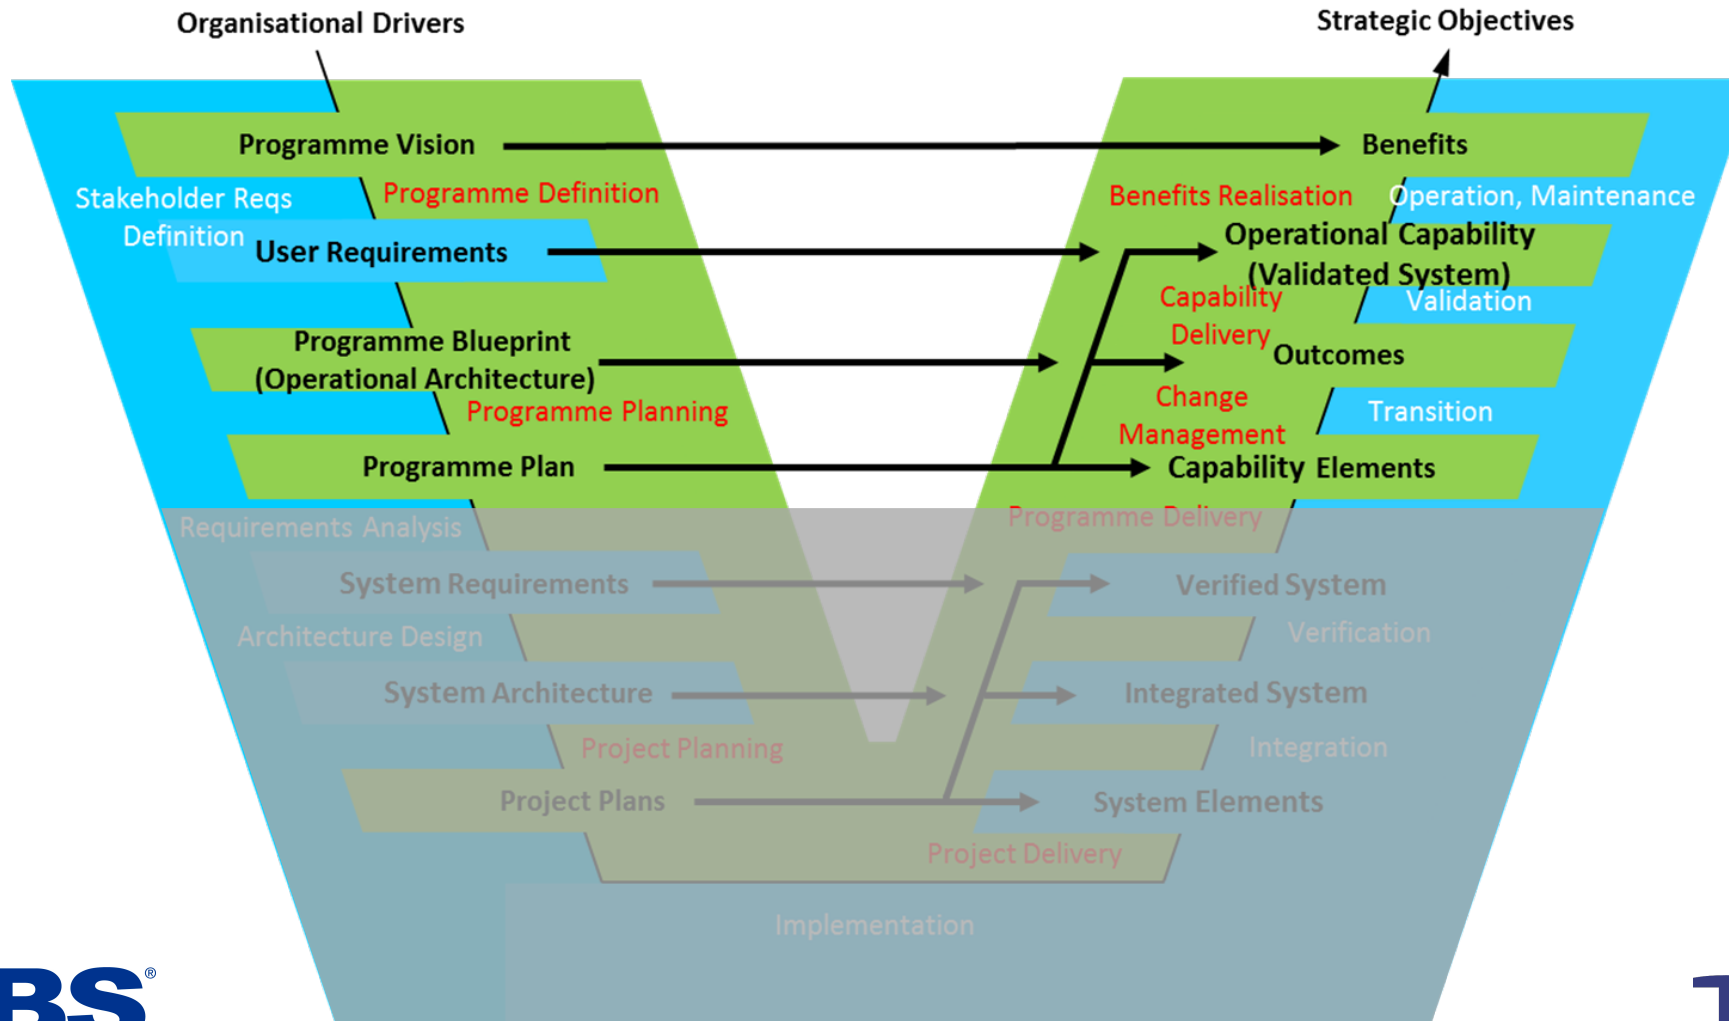 Organisational Drivers
Strategic Objectives
Programme Vision
Benefits
Stakeholder Reqs
Definition
Programme Definition
Benefits Realisation
Operation, Maintenance
User Requirements
Operational Capability
(Validated System)
Capability
Delivery
Validation
Programme Blueprint
(Operational Architecture)
Outcomes
Programme Planning
Change
Management
Transition
Programme Plan
Capability Elements
Requirements Analysis
Programme Delivery
System Requirements
Verified System
Architecture Design
Verification
System Architecture
Integrated System
Project Planning
Integration
Project Plans
System Elements
Project Delivery
Implementation
BS®